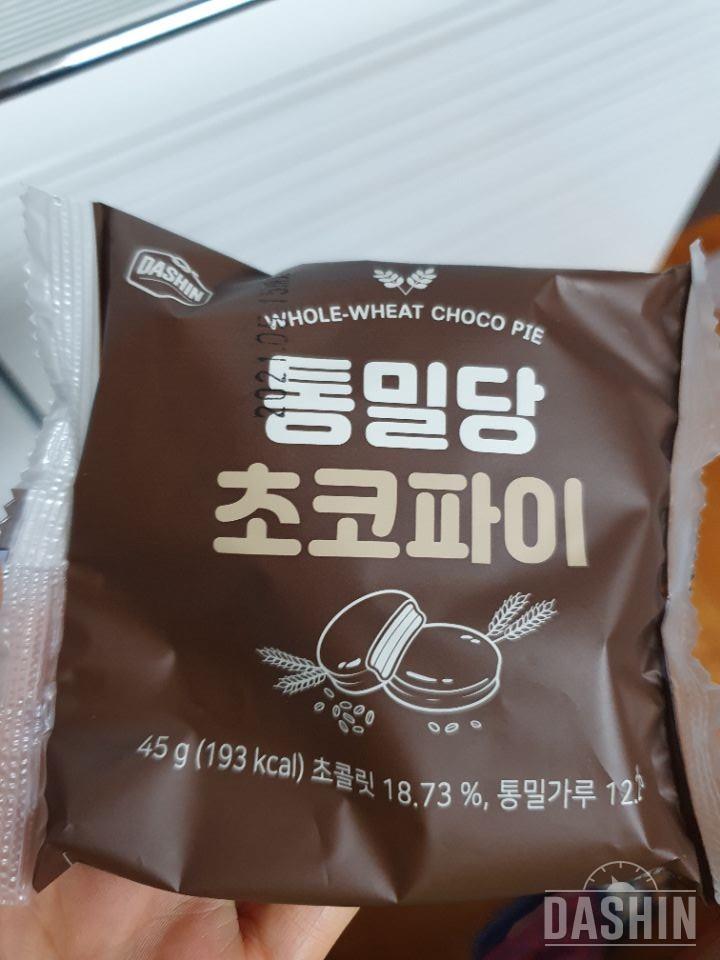 DASHIN
WHOLE-WHEAT CHOCO PIE
통밀당
초코파이
45 g (193 kcal) 초콜릿 18.73 %, 통밀가루
DASHIN